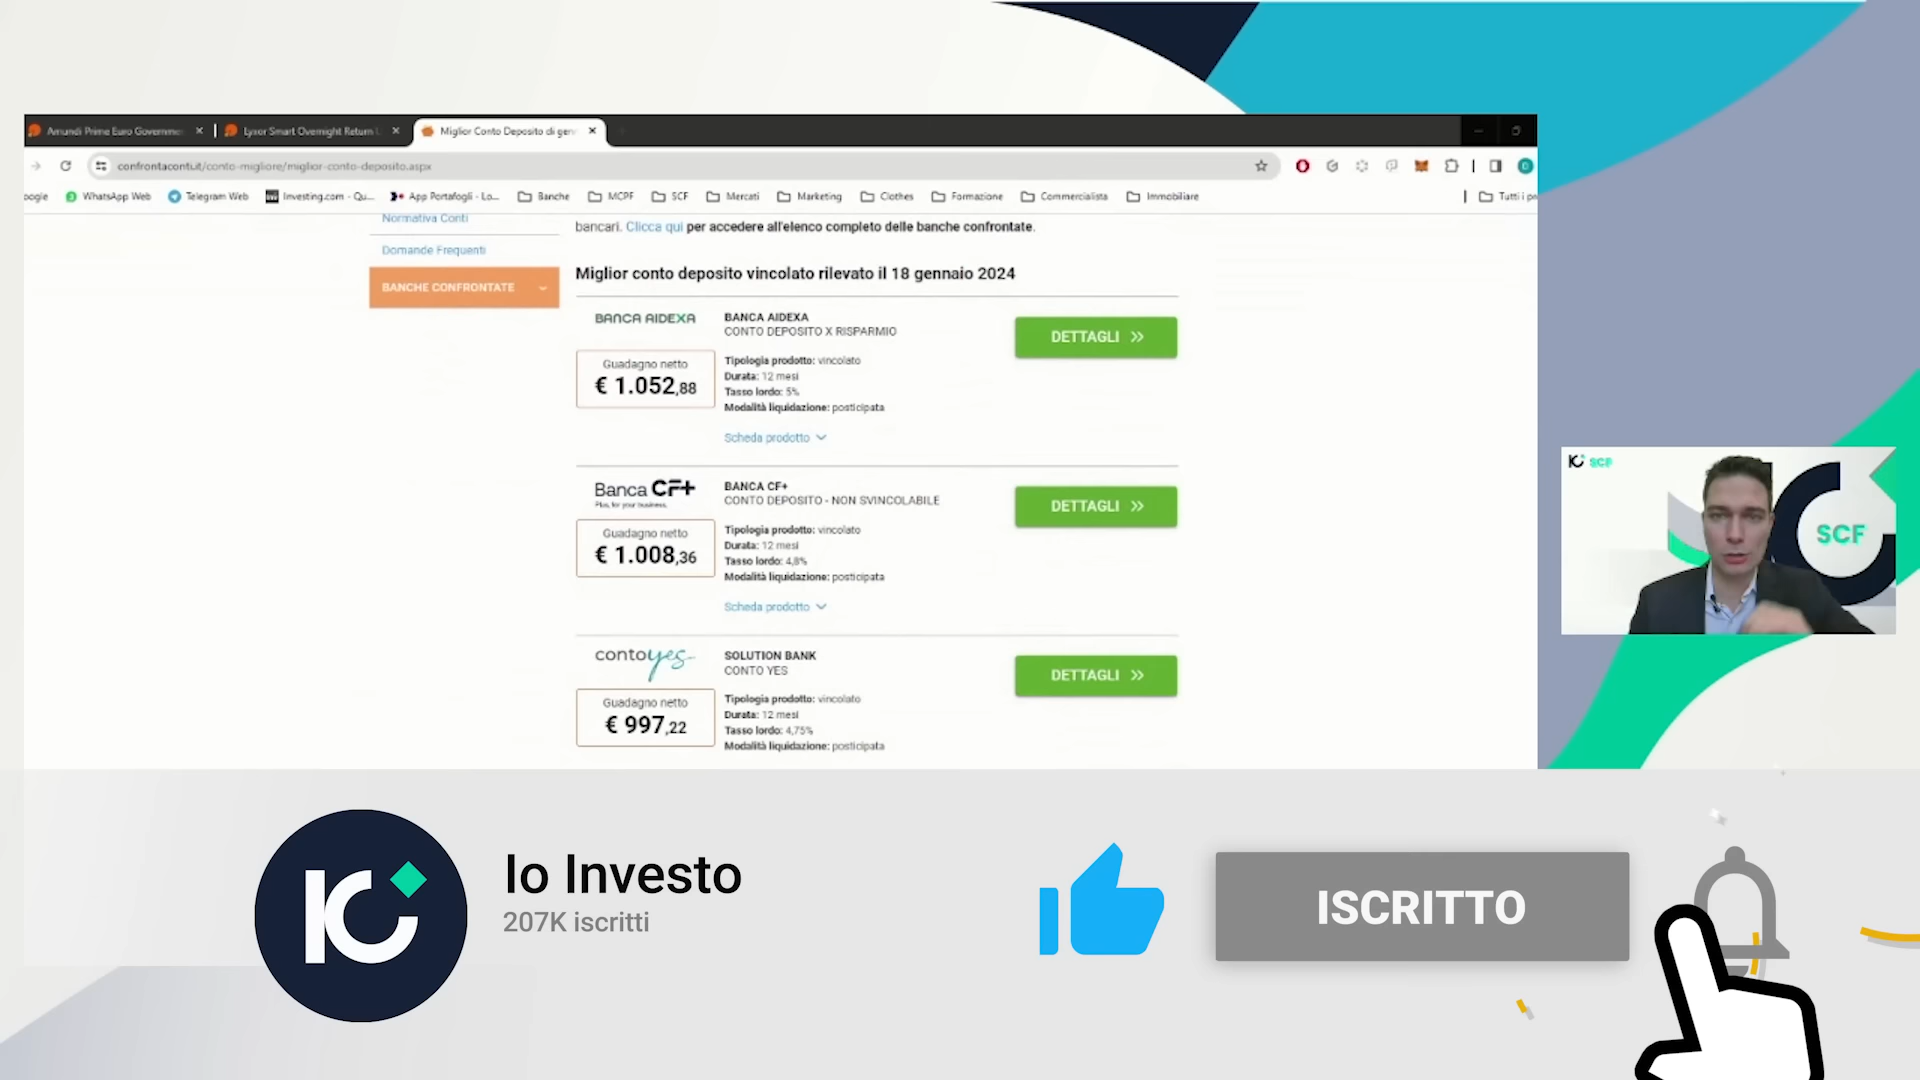 Amundi Prime Euro Governme
Lyxor Smart Overnight Return
Miglior Conto Deposito di gen
confrontaconti.it/conto-migliore/miglior-conto-deposito.aspx
oogle
WhatsApp Web
Telegram Web
Investing.com - Qu...
App Portafogli - Lo...
Banche
MCPF
SCF
Mercati
Marketing
Clothes
Formazione
Commercialista
Immobiliare
Tutti i pr
Normativa Conti
Domande Frequenti
BANCHE CONFRONTATE
bancari. Clicca qui per accedere all'elenco completo delle banche confrontate.
Miglior conto deposito vincolato rilevato il 18 gennaio 2024
BANCA AIDEXA
Guadagno netto
€ 1.052,88
BANCA AIDEXA
CONTO DEPOSITO X RISPARMIO
Tipologia prodotto: vincolato
Durata: 12 mesi
Tasso lordo: 5%
Modalità liquidazione: posticipata
Scheda prodotto
DETTAGLI
Banca CF+
Plus, for your business.
Guadagno netto
€ 1.008,36
BANCA CF+
CONTO DEPOSITO - NON SVINCOLABILE
Tipologia prodotto: vincolato
Durata: 12 mesi
Tasso lordo: 4,8%
Modalità liquidazione: posticipata
Scheda prodotto
DETTAGLI
contoyes
Guadagno netto
€ 997,22
SOLUTION BANK
CONTO YES
Tipologia prodotto: vincolato
Durata: 12 mesi
Tasso lordo: 4,75%
Modalità liquidazione: posticipata
DETTAGLI
SCF
SCF
Io Investo
207K iscritti
ISCRITTO